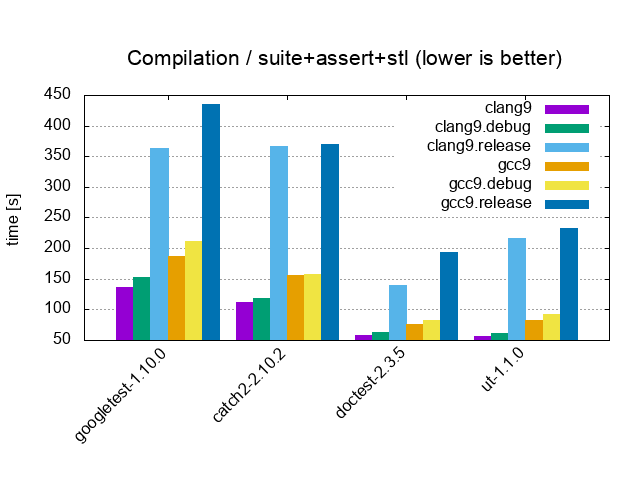 Compilation / suite+assert+stl (lower is better)
450
400
350
300
250
200
150
100
50
time [s]
clang9
clang9.debug
clang9.release
gcc9
gcc9.debug
gcc9.release
googletest-1.10.0
catch2-2.10.2
doctest-2.3.5
ut-1.1.0